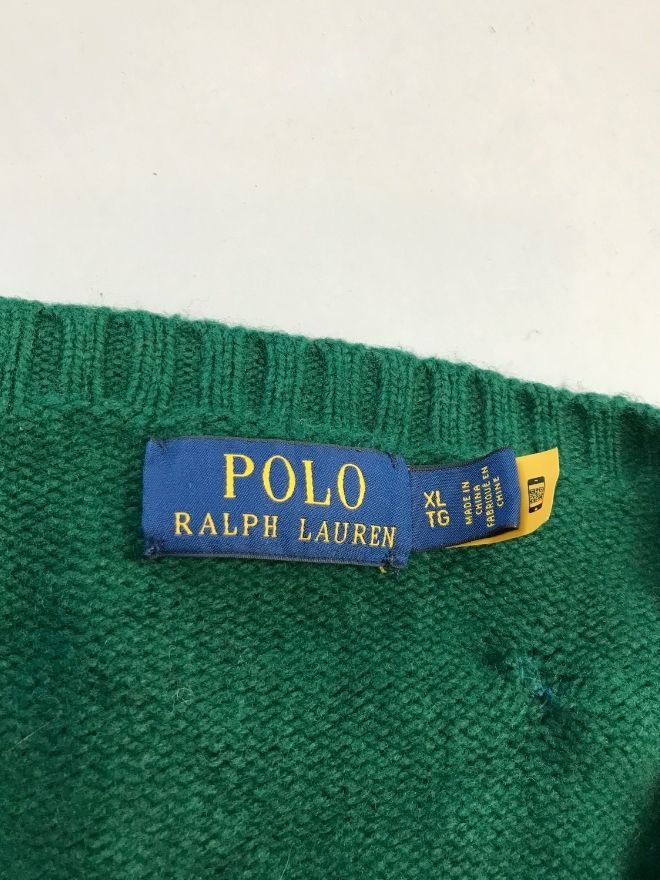 POLO
RALPH LAUREN
XL
TG
MADE IN
CHINA
FABRIQUÉ EN
CHINE